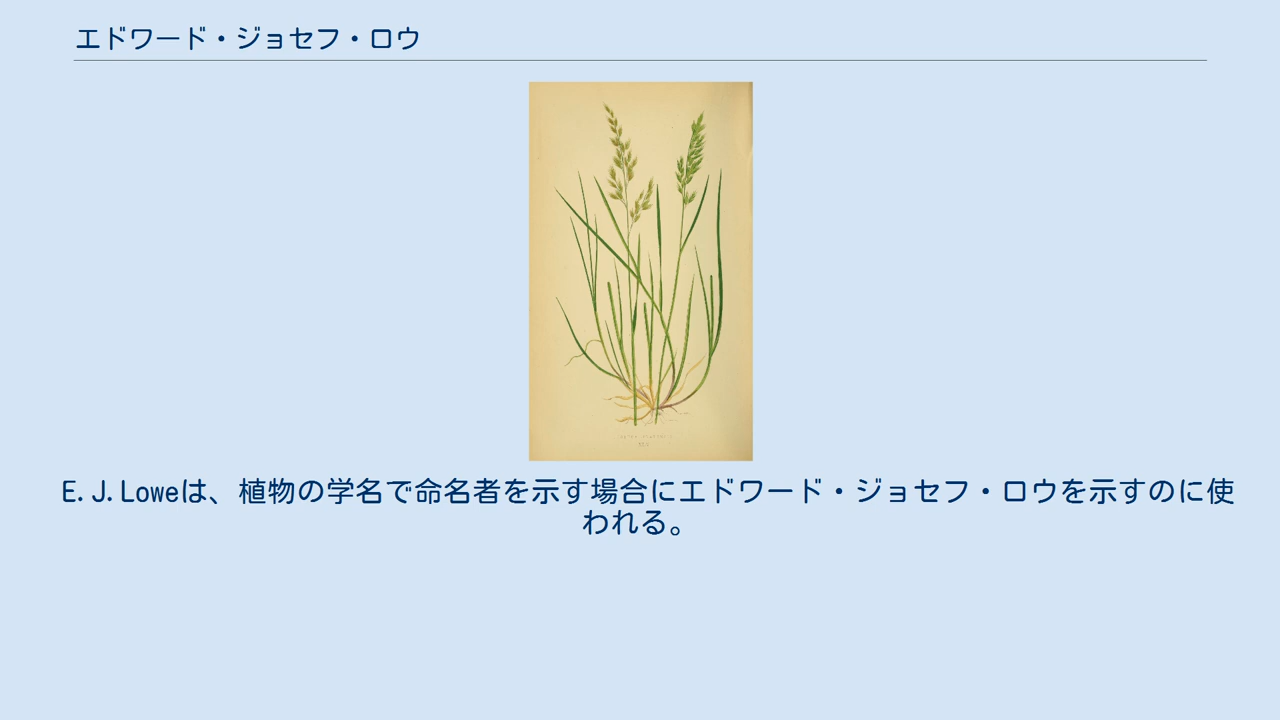 エドワード・ジョセフ・ロウ
E.J.Loweは、植物の学名で命名者を示す場合にエドワード・ジョセフ・ロウを示すのに使
われる。